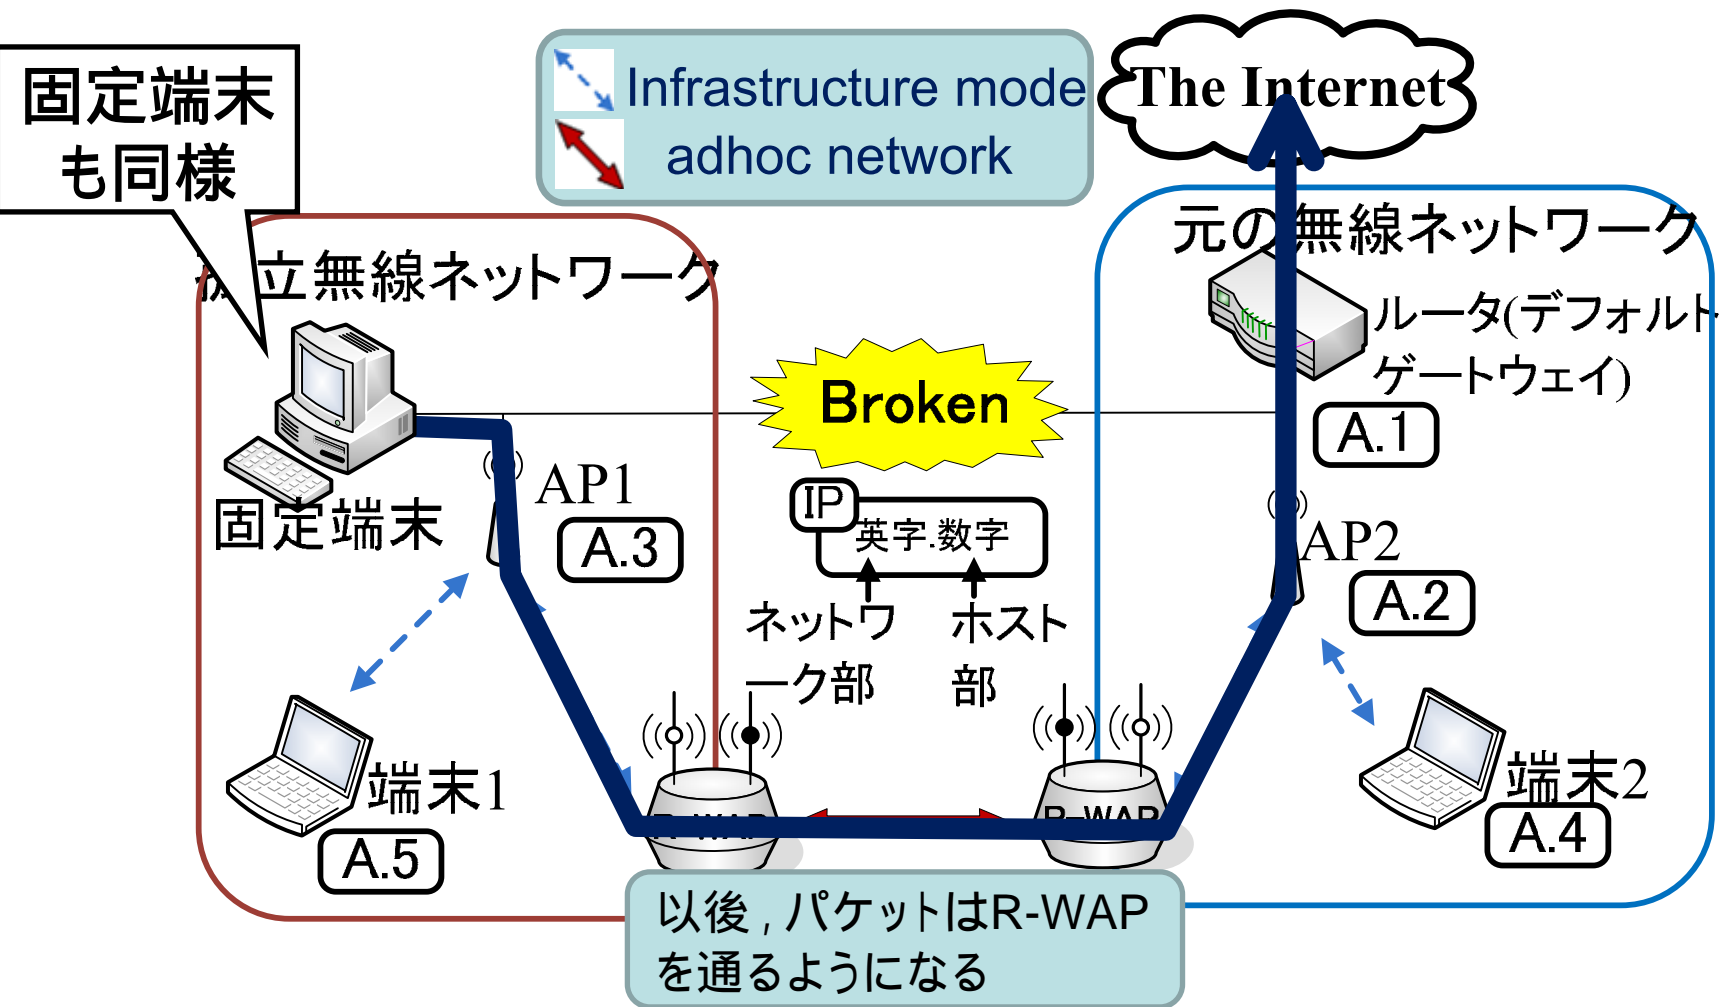 固定端末
も同様
Infrastructure mode
adhoc network
The Internet
立無線ネットワーク
元の無線ネットワーク
ルータ(デフォルト
ゲートウェイ)
A.1
Broken
固定端末
AP1
A.3
IP
英字.数字
ネットワ
ーク部
ホスト
部
AP2
A.2
端末1
A.5
端末2
A.4
R-WAP
R-WAP
以後,パケットはR-WAP
を通るようになる